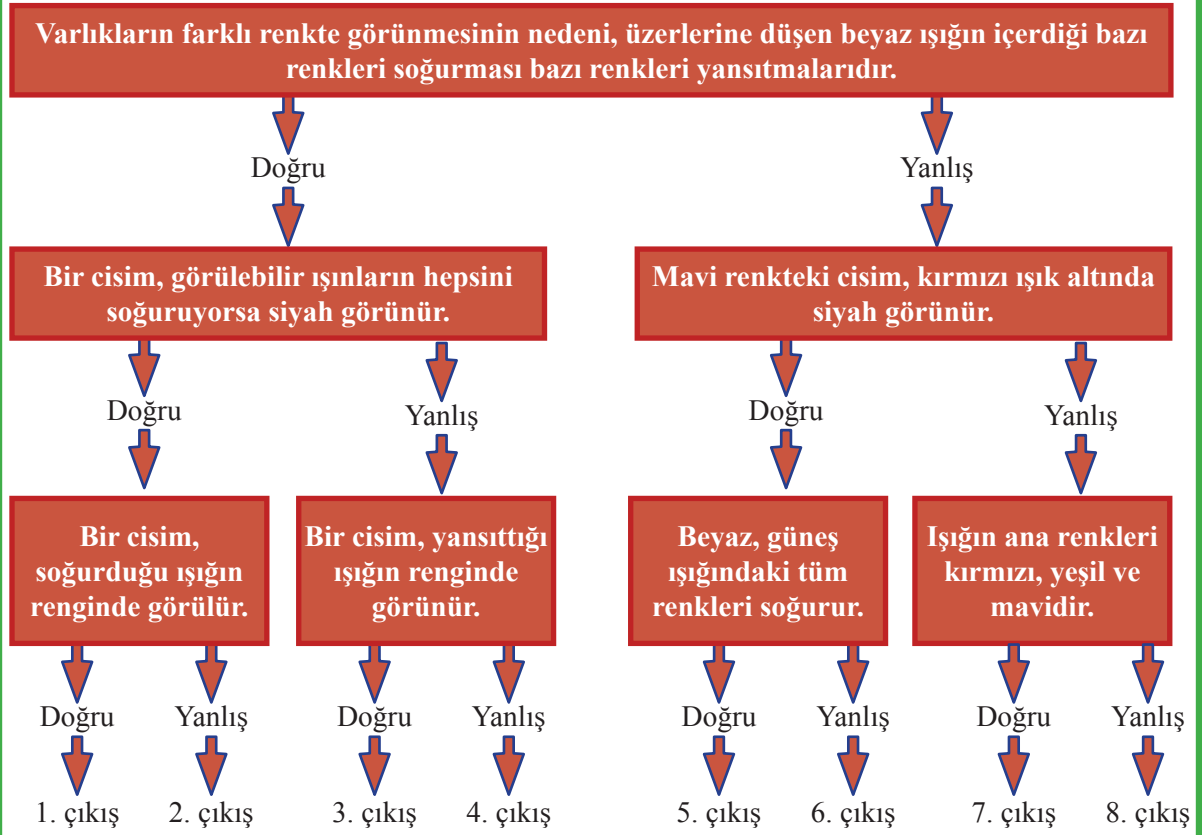 Varlıkların farklı renkte görünmesinin nedeni, üzerlerine düşen beyaz ışığın içerdiği bazı
renkleri soğurması bazı renkleri yansıtmalarıdır.
Doğru
Yanlış
Bir cisim, görülebilir ışınların hepsini
soğuruyorsa siyah görünür.
Mavi renkteki cisim, kırmızı ışık altında
siyah görünür.
Doğru
Yanlış
Doğru
Yanlış
Bir cisim,
soğurduğu ışığın
renginde görülür.
Bir cisim, yansıttığı
ışığın renginde
görünür.
Beyaz, güneş
ışığındaki tüm
renkleri soğurur.
Işığın ana renkleri
kırmızı, yeşil ve
mavidir.
Doğru
Yanlış
Doğru
Yanlış
Doğru
Yanlış
Doğru
Yanlış
1. çıkış
2. çıkış
3. çıkış
4. çıkış
5. çıkış
6. çıkış
7. çıkış
8. çıkış